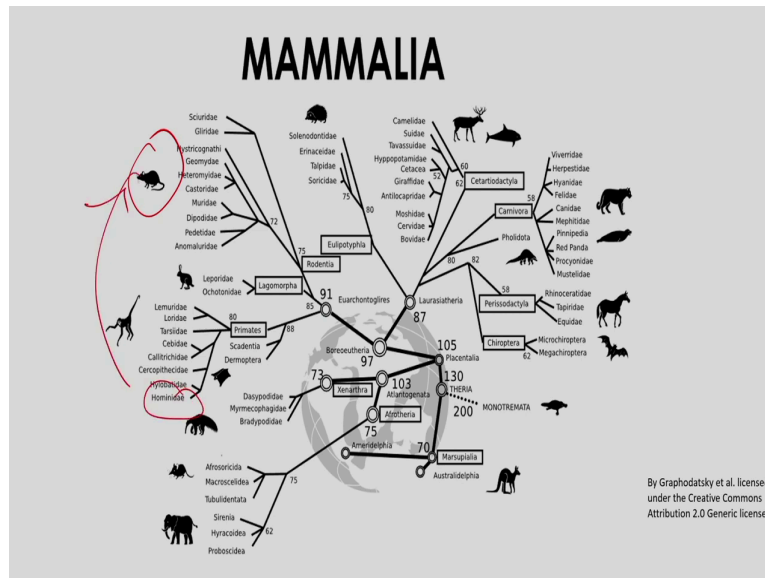 MAMMALIA
Sciuridae
Gliridae
Hystricognathi
Geomydae
Heteromyidae
Castoridae
Muridae
Dipodidae
Pedetidae
Anomaluridae
72
75
Rodentia
Leporidae
Ochotonidae
Lagomorpha
85
91
Euarchontoglires
Lemuridae
Loridae
Tarsiidae
Cebidae
Callitrichidae
Cercopithecidae
Hylobatidae
Hominidae
80
Primates
88
Scadentia
Dermoptera
Solenodontidae
Erinaceidae
Talpidae
Soricidae
75
80
Eulipotyphla
Camelidae
Suidae
Tavassuidae
Hyppopotamidae
Cetacea
Giraffidae
Antilocapridae
Moshidae
Cervidae
Bovidae
52
60
62
Cetartiodactyla
Viverridae
Herpestidae
Hyanidae
Felidae
Canidae
Mephitidae
Pinnipedia
Red Panda
Procyonidae
Mustelidae
58
Carnivora
Pholidota
80
82
58
Perissodactyla
Rhinoceratidae
Tapiridae
Equidae
Chiroptera
62
Microchiroptera
Megachiroptera
Laurasiatheria
87
Boreoeutheria
97
105
Placentalia
130
THERIA
200
MONOTREMATA
73
Xenarthra
103
Atlantogenata
Dasypodidae
Myrmecophagidae
Bradypodidae
Afrotheria
75
Ameridelphia
70
Marsupialia
Australidelphia
Afrosoricida
Macroscelidea
Tubulidentata
75
Sirenia
Hyracoidea
Proboscidea
62
By Graphodatsky et al. license
under the Creative Commons
Attribution 2.0 Generic license